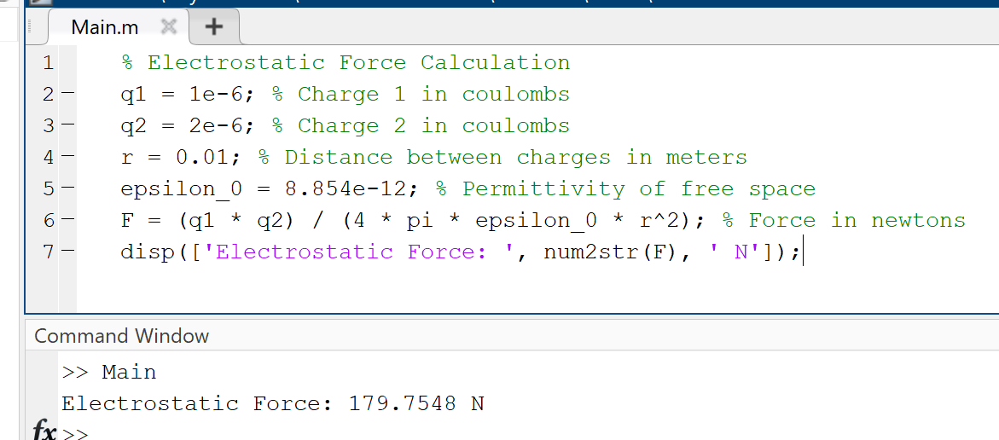 Main.m
1 % Electrostatic Force Calculation
2 q1 = 1e-6; % Charge 1 in coulombs
3 q2 = 2e-6; % Charge 2 in coulombs
4 r = 0.01; % Distance between charges in meters
5 epsilon_0 = 8.854e-12; % Permittivity of free space
6 F = (q1 * q2) / (4 * pi * epsilon_0 * r^2); % Force in newtons
7 disp(['Electrostatic Force: ', num2str(F), ' N']);
Command Window
>> Main
Electrostatic Force: 179.7548 N
fx >>